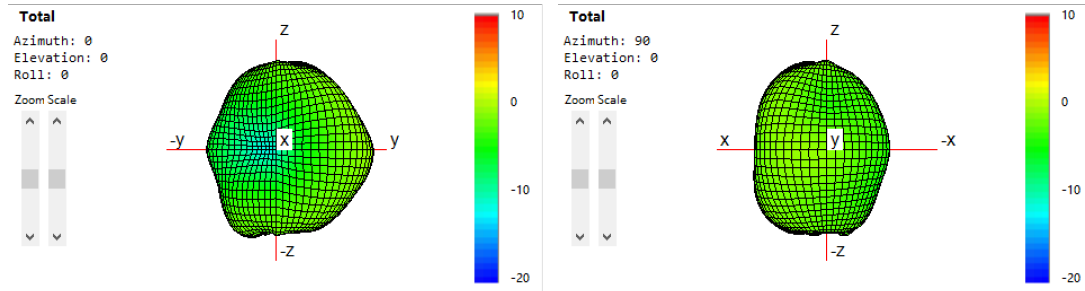 Total
Azimuth: 0
Elevation: 0
Roll: 0
Zoom Scale
Z
-y
x
y
-Z
10
0
-10
-20
Total
Azimuth: 90
Elevation: 0
Roll: 0
Zoom Scale
Z
x
y
-x
-Z
10
0
-10
-20